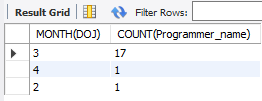 Result Grid Filter Rows:
MONTH(DOJ) COUNT(Programmer_name)
3 17
4 1
2 1